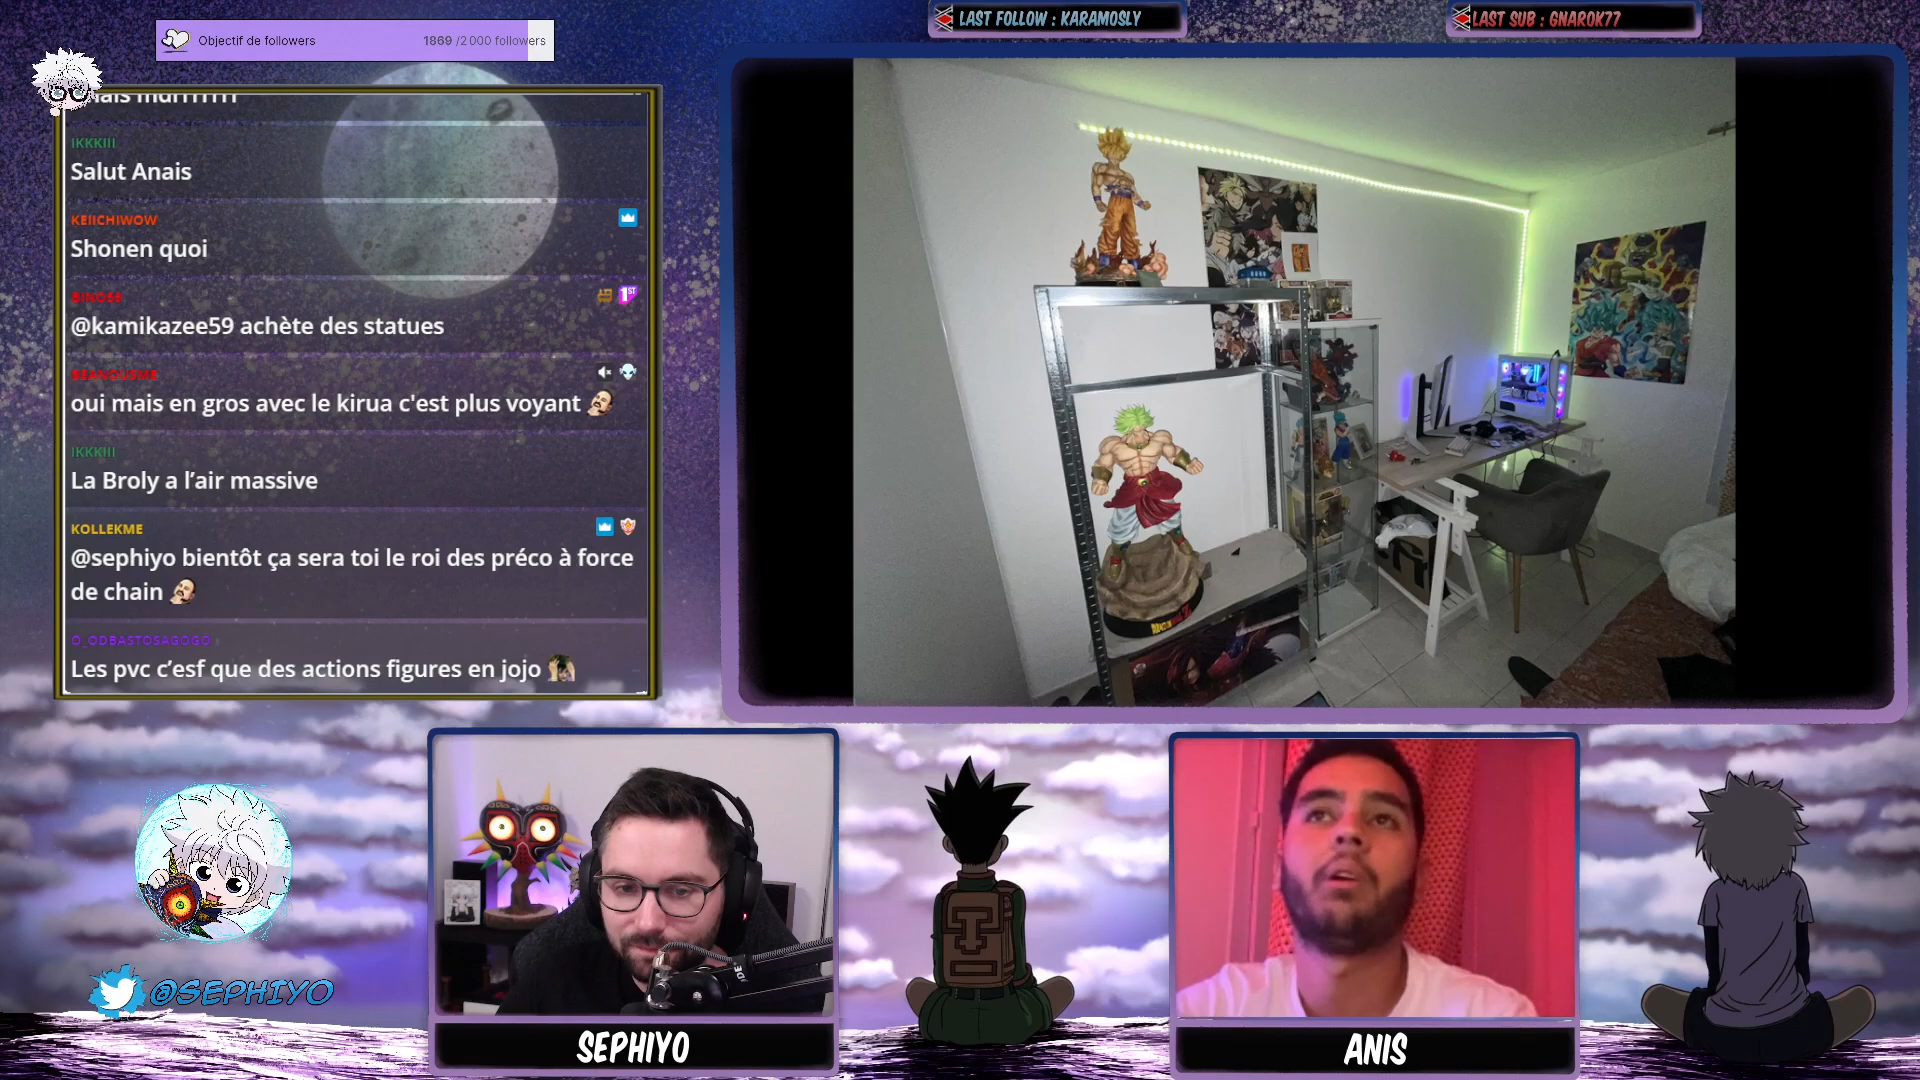 Objectif de followers
1869 /2 000 followers
LAST FOLLOW : KARAMOSLY
LAST SUB : GNAROK77
IKKKIII
Salut Anais
KEIICHIWOW
Shonen quoi
@kamikazee59 achète des statues
oui mais en gros avec le kirua c'est plus voyant
IKKKIII
La Broly a l'air massive
KOLLEKME
@sephiyo bientôt ça sera toi le roi des préco à force
de chain
O_ODBASTOSAGOGO
Les pvc c'esf que des actions figures en jojo
@SEPHIYO
SEPHIYO
ANIS